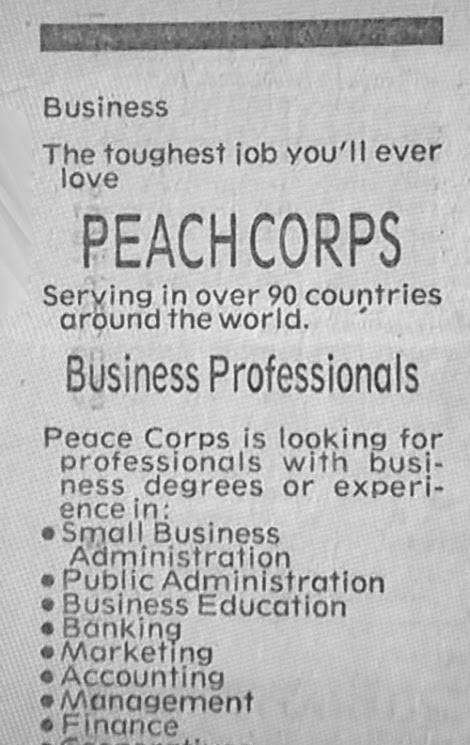 Business
The toughest job you'll ever
love
PEACH CORPS
Serving in over 90 countries
around the world.
Business Professionals
Peace Corps is looking for
professionals with busi-
ness degrees or experi-
ence in:
• Small Business
Administration
• Public Administration
• Business Education
• Banking
• Marketing
• Accounting
• Management
• Finance